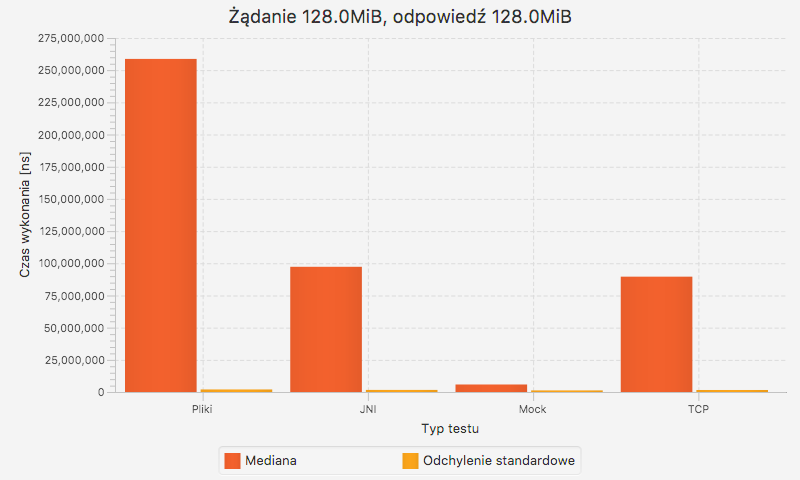 Żądanie 128.0MiB, odpowiedź 128.0MiB
275,000,000
250,000,000
225,000,000
200,000,000
175,000,000
150,000,000
125,000,000
100,000,000
75,000,000
50,000,000
25,000,000
0
Czas wykonania [ns]
Pliki JNI Mock TCP
Typ testu
Mediana Odchylenie standardowe